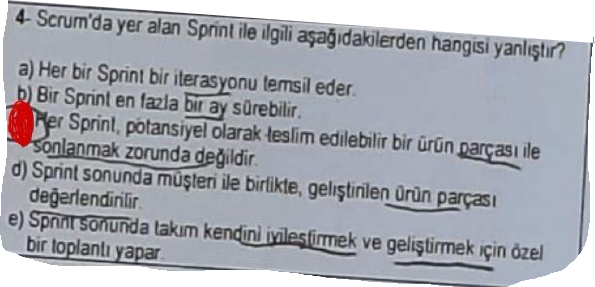 4- Scrum'da yer alan Sprint ile ilgili aşağıdakilerden hangisi yanlıştır?
a) Her bir Sprint bir iterasyonu temsil eder.
b) Bir Sprint en fazla bir ay sürebilir.
Her Sprint, potansiyel olarak teslim edilebilir bir ürün parçası ile
sonlanmak zorunda değildir.
d) Sprint sonunda müşteri ile birlikte, geliştirilen ürün parçası
değerlendirilir.
e) Sprint sonunda takım kendini iyileştirmek ve geliştirmek için özel
bir toplantı yapar.